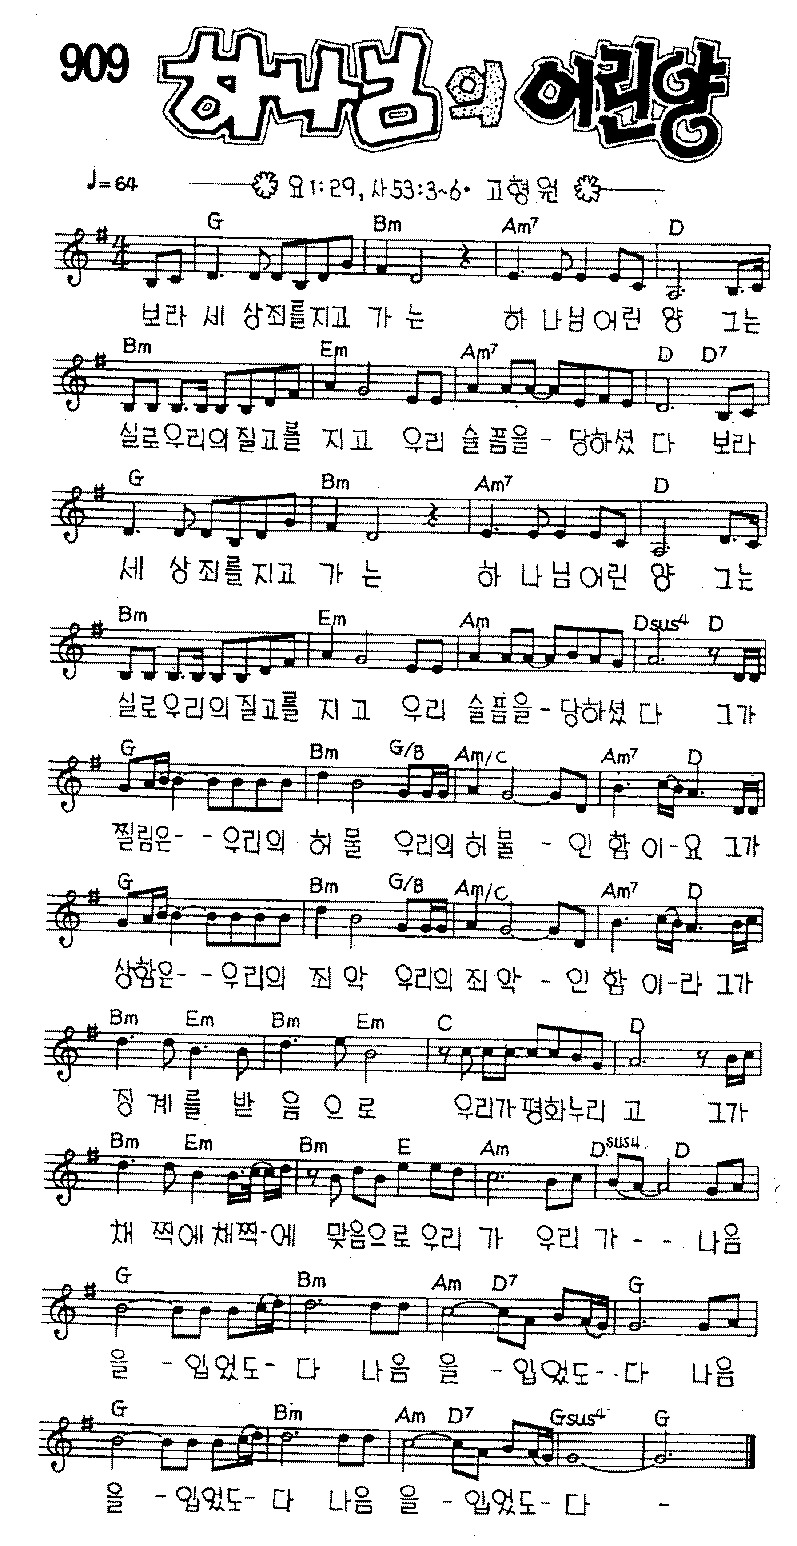 909 하나님의 어린양
♩=64 요1:29, 사53:3~6· 고형원
G Bm Am7 D
보라 세 상죄를지고 가 는 하 나님어린 양 그는
Bm Em Am7 D D7
실로우리의질고를 지고 우리 슬픔을- 당하셨 다 보라
G Bm Am7 D
세 상죄를지고 가 는 하 나님어린 양 그는
Bm Em Am Dsus4 D
실로우리의질고를 지고 우리 슬픔을-당하셨 다 그가
G Bm G/B Am/C Am7 D
찔림은--우리의 허물 우리의허물 - 인 함이-요 그가
G Bm G/B Am/C Am7 D
상함은--우리의 죄악 우리의죄악 - 인 함이-라 그가
Bm Em Bm Em C D
징계를 받음으로 우리가평화누리고 그가
Bm Em Bm E Am Dsus4 D
채찍에채찍-에 맞음으로우리가 우리가-- 나음
G Bm Am D7 G
을 -입었도- 다 나음을 -입었도--다 나음
G Bm Am D7 Gsus4 G
을 -입었도- 다 나음을 -입었도-다 -